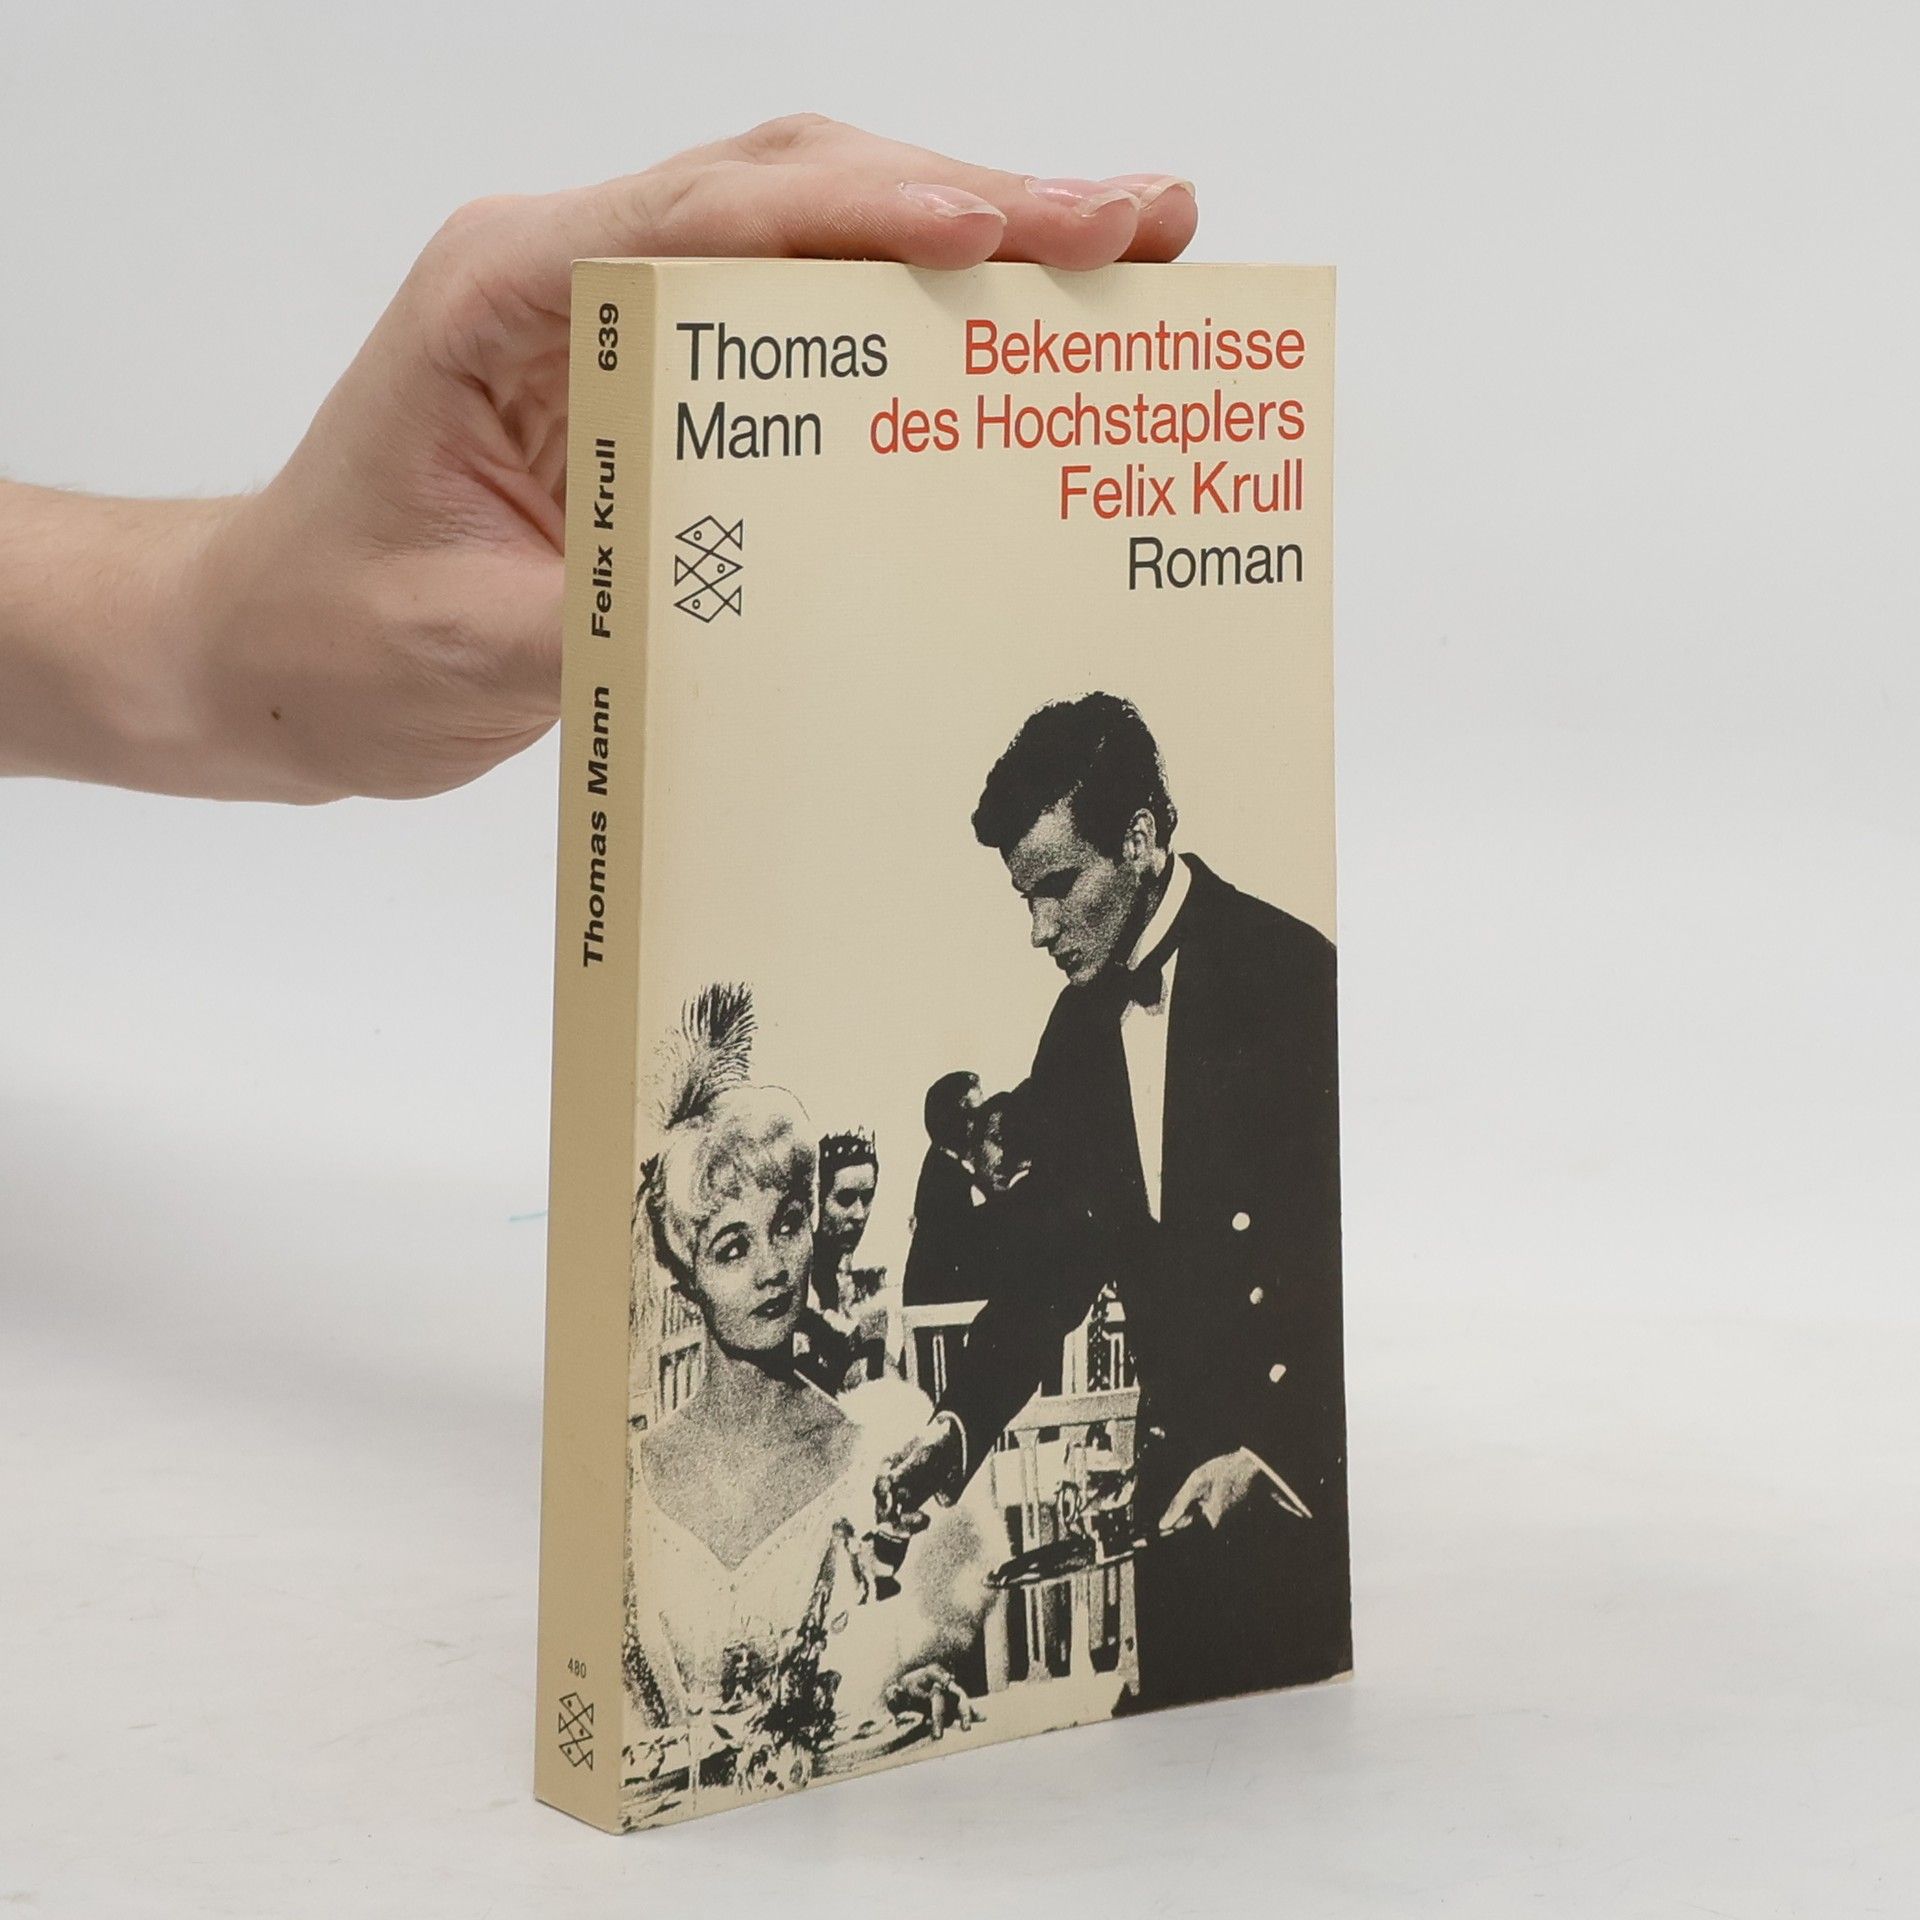 Thomas Mann Felix Krull 639
480
Thomas
Mann
Bekenntnisse
des Hochstaplers
Felix Krull
Roman